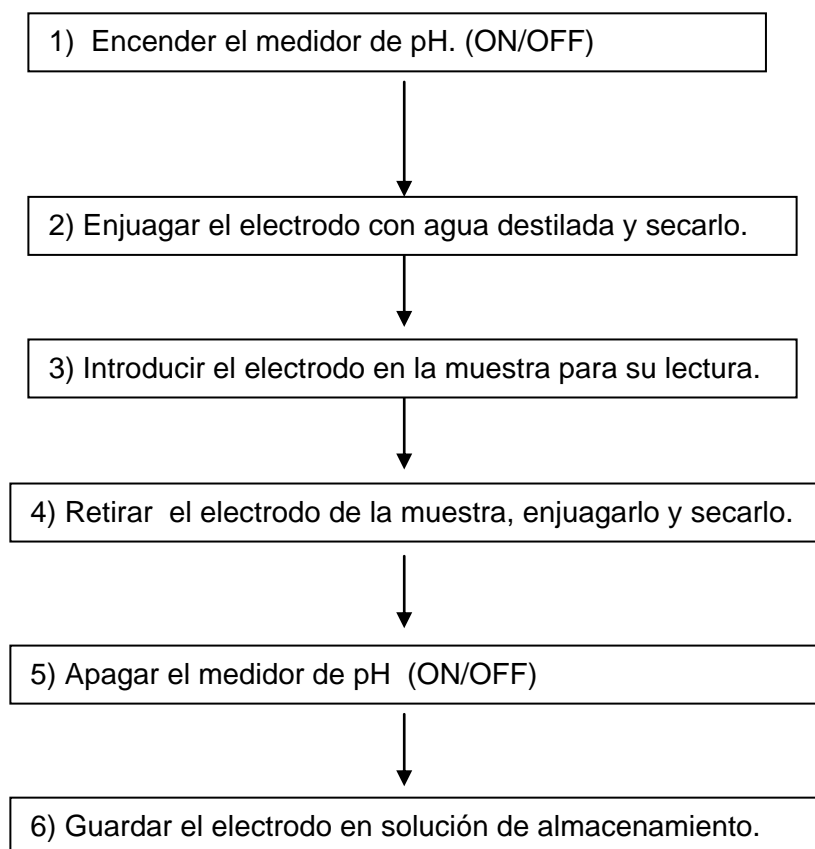 1) Encender el medidor de pH. (ON/OFF)
2) Enjuagar el electrodo con agua destilada y secarlo.
3) Introducir el electrodo en la muestra para su lectura.
4) Retirar el electrodo de la muestra, enjuagarlo y secarlo.
5) Apagar el medidor de pH (ON/OFF)
6) Guardar el electrodo en solución de almacenamiento.